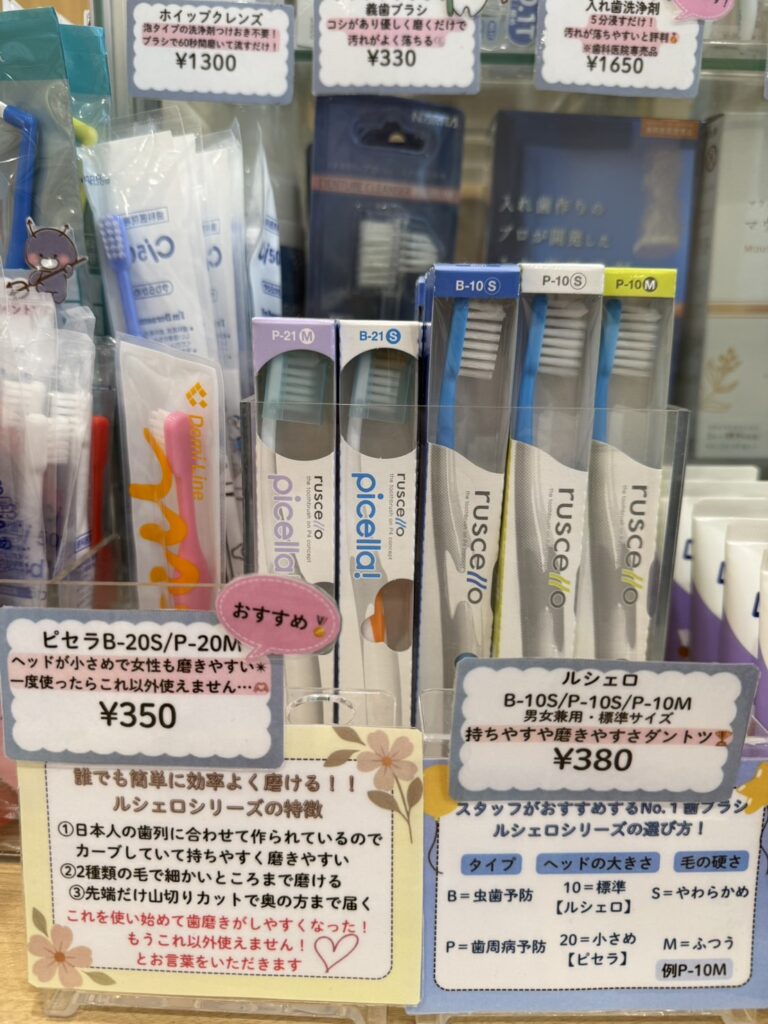 ホイップクレンズ
泡タイプの洗浄剤つけおき不要！
ブラシで60秒間磨いて流すだけ！
¥1300
義歯ブラシ
コシがあり優しく磨くだけで
汚れがよく落ちる
¥330
入れ歯洗浄剤
5分浸すだけ！
汚れが落ちやすいと評判
※歯科医院専売品
¥1650
入れ歯作りの
プロが開発した
Ci
Demi Line
P-21 M
B-21 S
B-10 S
P-10 S
P-10 M
ruscello
the toothbrush on P4 concept
picella!
ruscello
the toothbrush on P4 concept
picella!
ruscello
ruscello
ruscello
おすすめ
ピセラB-20S/P-20M
ヘッドが小さめで女性も磨きやすい
一度使ったらこれ以外使えません…
¥350
ルシェロ
B-10S/P-10S/P-10M
男女兼用・標準サイズ
持ちやすや磨きやすさダントツ
¥380
誰でも簡単に効率よく磨ける！！
ルシェロシリーズの特徴
①日本人の歯列に合わせて作られているので
カーブしていて持ちやすく磨きやすい
②2種類の毛で細かいところまで磨ける
③先端だけ山切りカットで奥の方まで届く
これを使い始めて歯磨きがしやすくなった！
もうこれ以外使えません！
とお言葉をいただきます
スタッフがおすすめするNo.1歯ブラシ
ルシェロシリーズの選び方！
タイプ ヘッドの大きさ 毛の硬さ
B＝虫歯予防 10＝標準 S＝やわらかめ
【ルシェロ】
P＝歯周病予防 20＝小さめ M＝ふつう
【ピセラ】
例P-10M